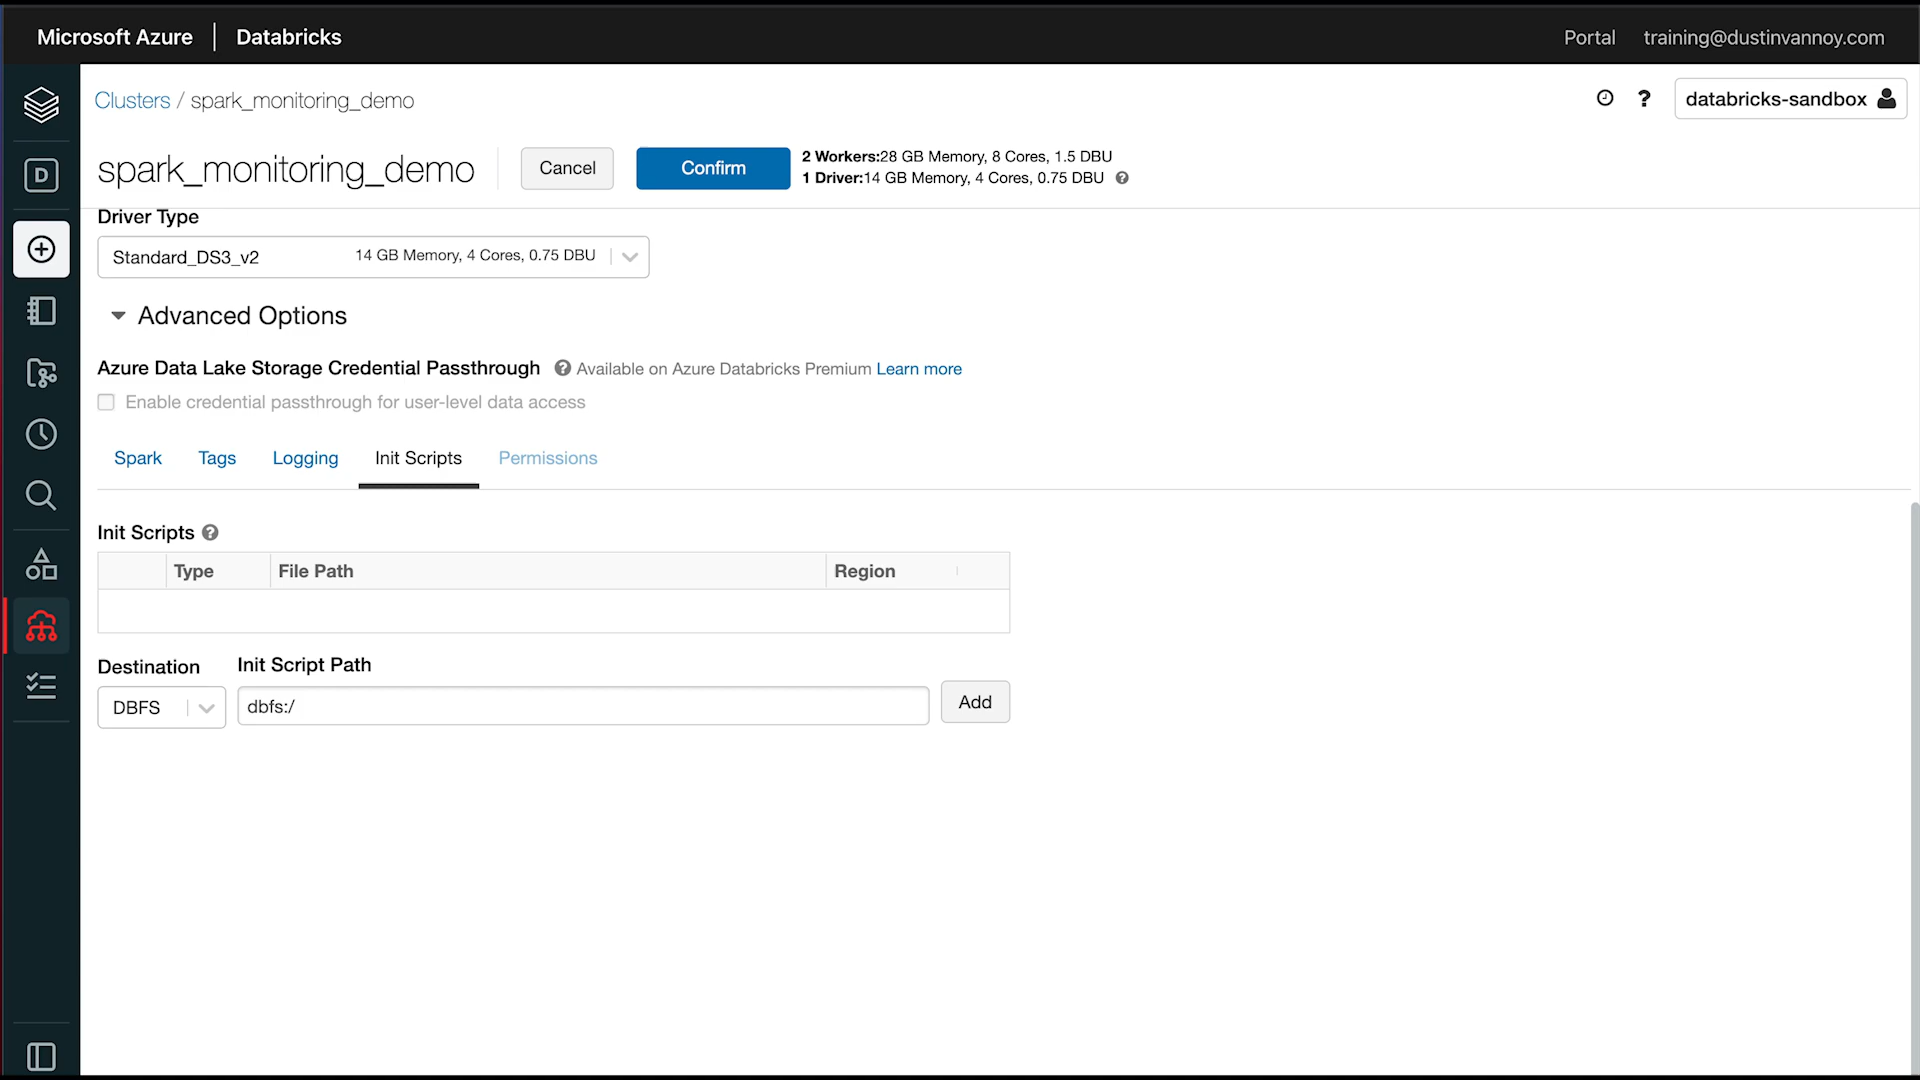 Microsoft Azure | Databricks
Portal training@dustinvannoy.com
Clusters / spark_monitoring_demo
? databricks-sandbox
D
spark_monitoring_demo
Cancel
Confirm
2 Workers:28 GB Memory, 8 Cores, 1.5 DBU
1 Driver:14 GB Memory, 4 Cores, 0.75 DBU ?
Driver Type
Standard_DS3_v2 14 GB Memory, 4 Cores, 0.75 DBU
Advanced Options
Azure Data Lake Storage Credential Passthrough ? Available on Azure Databricks Premium Learn more
Enable credential passthrough for user-level data access
Spark Tags Logging Init Scripts Permissions
Init Scripts ?
Type File Path Region
Destination Init Script Path
DBFS dbfs:/ Add